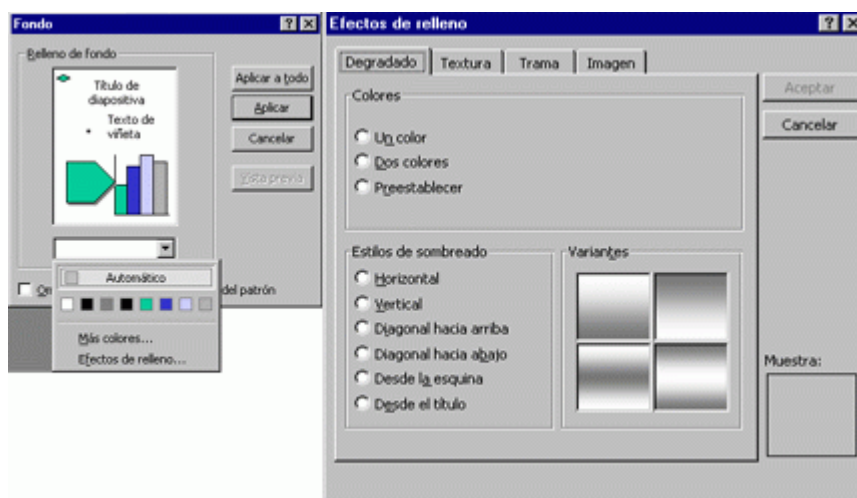 Fondo
Relleno de fondo
Título de
diapositiva
Texto de
viñeta
Aplicar a todo
Aplicar
Cancelar
Vista previa
Automático
del patrón
Más colores...
Efectos de relleno...
Efectos de relleno
Degradado
Textura
Trama
Imagen
Aceptar
Cancelar
Colores
Un color
Dos colores
Preestablecer
Estilos de sombreado
Horizontal
Vertical
Diagonal hacia arriba
Diagonal hacia abajo
Desde la esquina
Desde el título
Variantes
Muestra: